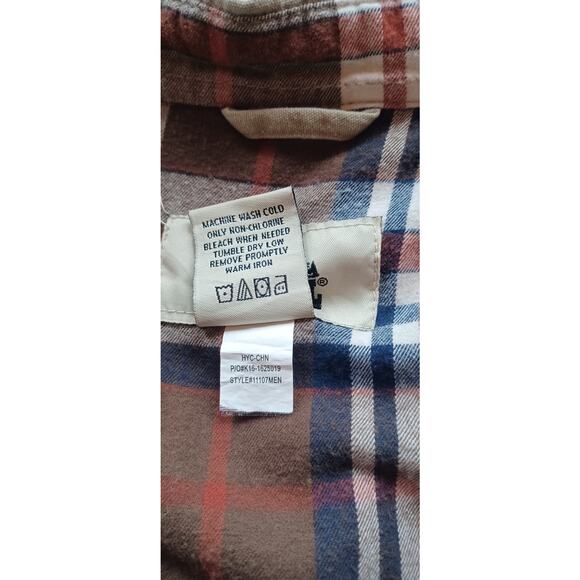 MACHINE WASH COLD
ONLY NON-CHLORINE
BLEACH WHEN NEEDED
TUMBLE DRY LOW
REMOVE PROMPTLY
WARM IRON
HYC-CHN
P/O#K16-1625019
STYLE#11107MEN